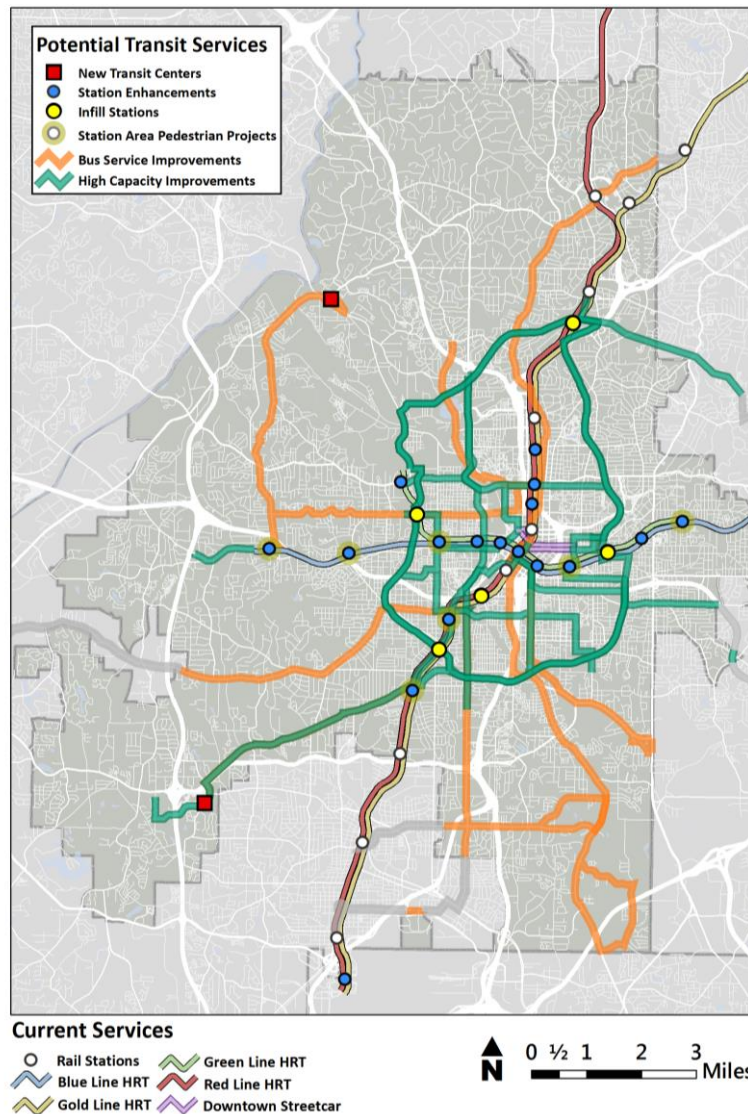 Potential Transit Services
New Transit Centers
Station Enhancements
Infill Stations
Station Area Pedestrian Projects
Bus Service Improvements
High Capacity Improvements
Current Services
Rail Stations
Blue Line HRT
Gold Line HRT
Green Line HRT
Red Line HRT
Downtown Streetcar
N
0 ½ 1 2 3
Miles